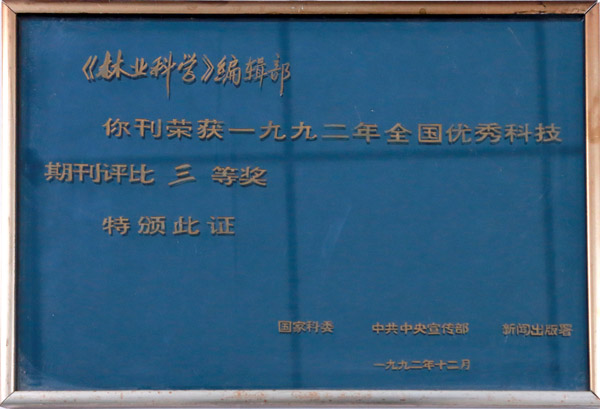 《林业科学》编辑部
你刊荣获一九九二年全国优秀科技
期刊评比 三 等奖
特颁此证
国家科委 中共中央宣传部 新闻出版署
一九九二年十二月